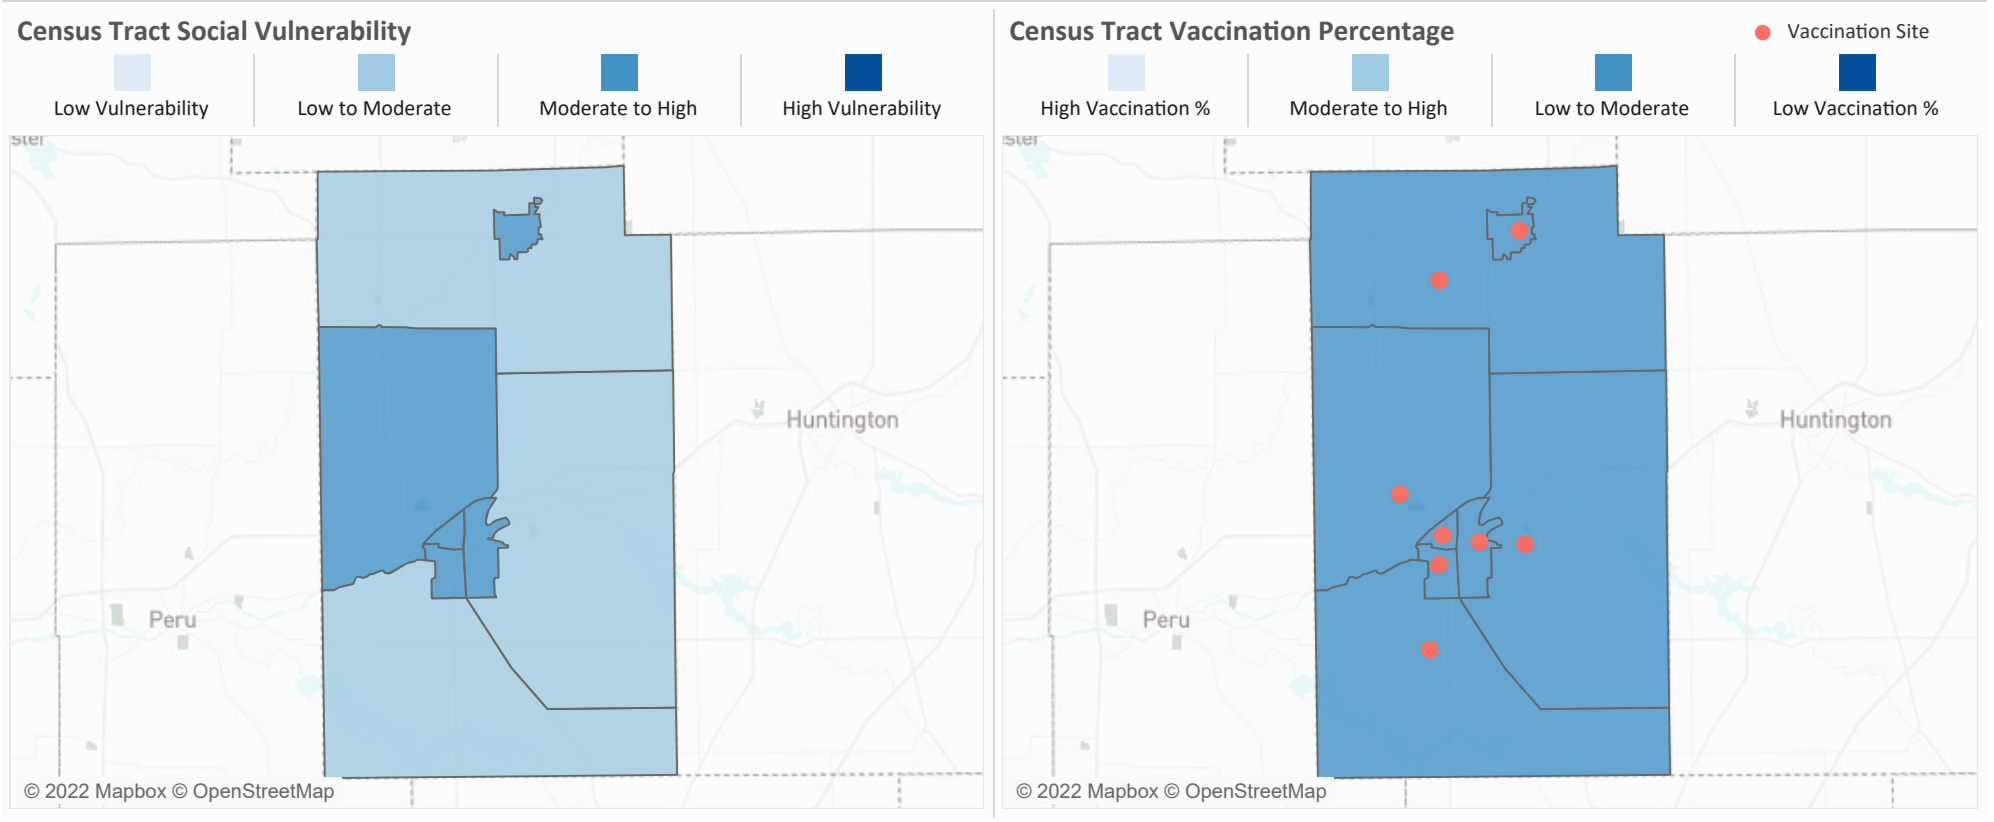 Census Tract Social Vulnerability
Low Vulnerability
Low to Moderate
Moderate to High
High Vulnerability
ster
Huntington
Peru
© 2022 Mapbox © OpenStreetMap
Census Tract Vaccination Percentage
Vaccination Site
High Vaccination %
Moderate to High
Low to Moderate
Low Vaccination %
ster
Huntington
Peru
© 2022 Mapbox © OpenStreetMap